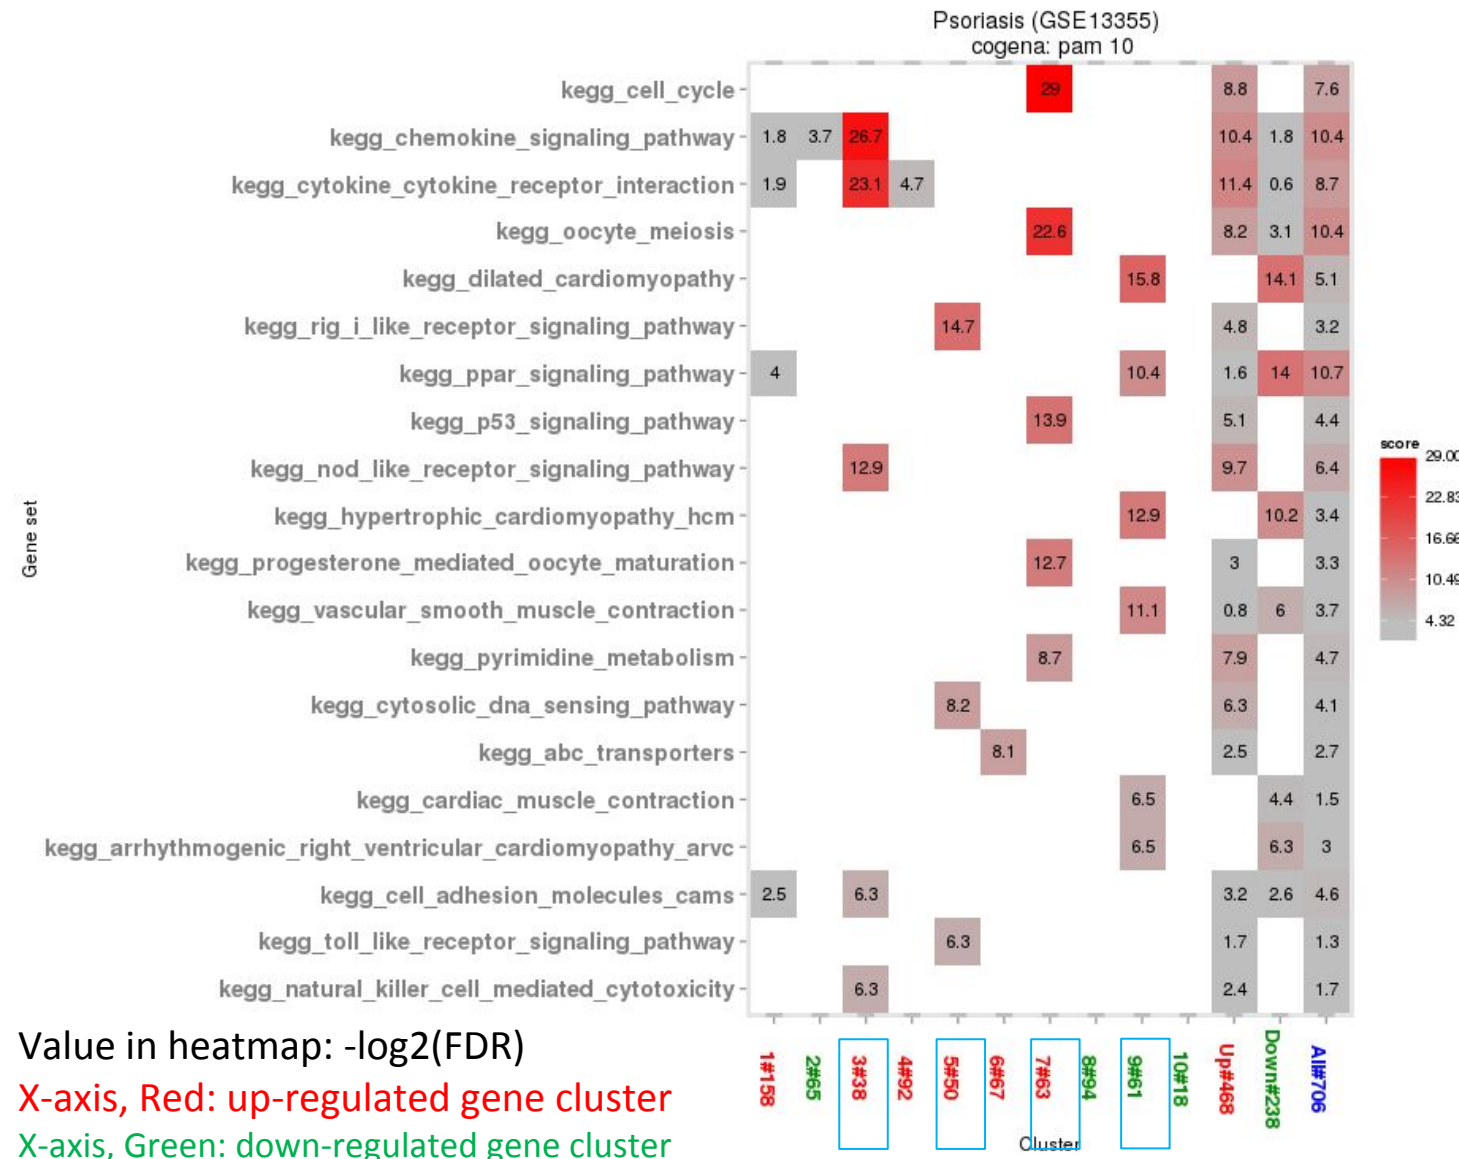 Psoriasis (GSE13355)
cogena: pam 10
kegg_cell_cycle 29 8.8 7.6
kegg_chemokine_signaling_pathway 1.8 3.7 26.7 10.4 1.8 10.4
kegg_cytokine_cytokine_receptor_interaction 1.9 23.1 4.7 11.4 0.6 8.7
kegg_oocyte_meiosis 22.6 8.2 3.1 10.4
kegg_dilated_cardiomyopathy 15.8 14.1 5.1
kegg_rig_i_like_receptor_signaling_pathway 14.7 4.8 3.2
kegg_ppar_signaling_pathway 4 10.4 1.6 14 10.7
kegg_p53_signaling_pathway 13.9 5.1 4.4
kegg_nod_like_receptor_signaling_pathway 12.9 9.7 6.4
kegg_hypertrophic_cardiomyopathy_hcm 12.9 10.2 3.4
kegg_progesterone_mediated_oocyte_maturation 12.7 3 3.3
kegg_vascular_smooth_muscle_contraction 11.1 0.8 6 3.7
kegg_pyrimidine_metabolism 8.7 7.9 4.7
kegg_cytosolic_dna_sensing_pathway 8.2 6.3 4.1
kegg_abc_transporters 8.1 2.5 2.7
kegg_cardiac_muscle_contraction 6.5 4.4 1.5
kegg_arrhythmogenic_right_ventricular_cardiomyopathy_arvc 6.5 6.3 3
kegg_cell_adhesion_molecules_cams 2.5 6.3 3.2 2.6 4.6
kegg_toll_like_receptor_signaling_pathway 6.3 1.7 1.3
kegg_natural_killer_cell_mediated_cytotoxicity 6.3 2.4 1.7
Gene set
score
29.00
22.83
16.66
10.49
4.32
1#158 2#65 3#38 4#92 5#50 6#67 7#63 8#94 9#61 10#18 Up#468 Down#238 All#706
Cluster
Value in heatmap: -log2(FDR)
X-axis, Red: up-regulated gene cluster
X-axis, Green: down-regulated gene cluster